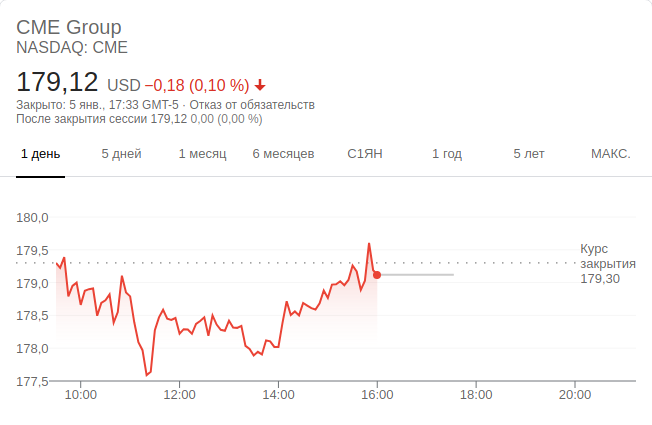 CME Group
NASDAQ: CME
179,12 USD −0,18 (0,10 %)
Закрыто: 5 янв., 17:33 GMT-5 · Отказ от обязательств
После закрытия сессии 179,12 0,00 (0,00 %)
1 день 5 дней 1 месяц 6 месяцев С1ЯН 1 год 5 лет МАКС.
180,0
179,5
179,0
178,5
178,0
177,5
Курс
закрытия
179,30
10:00 12:00 14:00 16:00 18:00 20:00